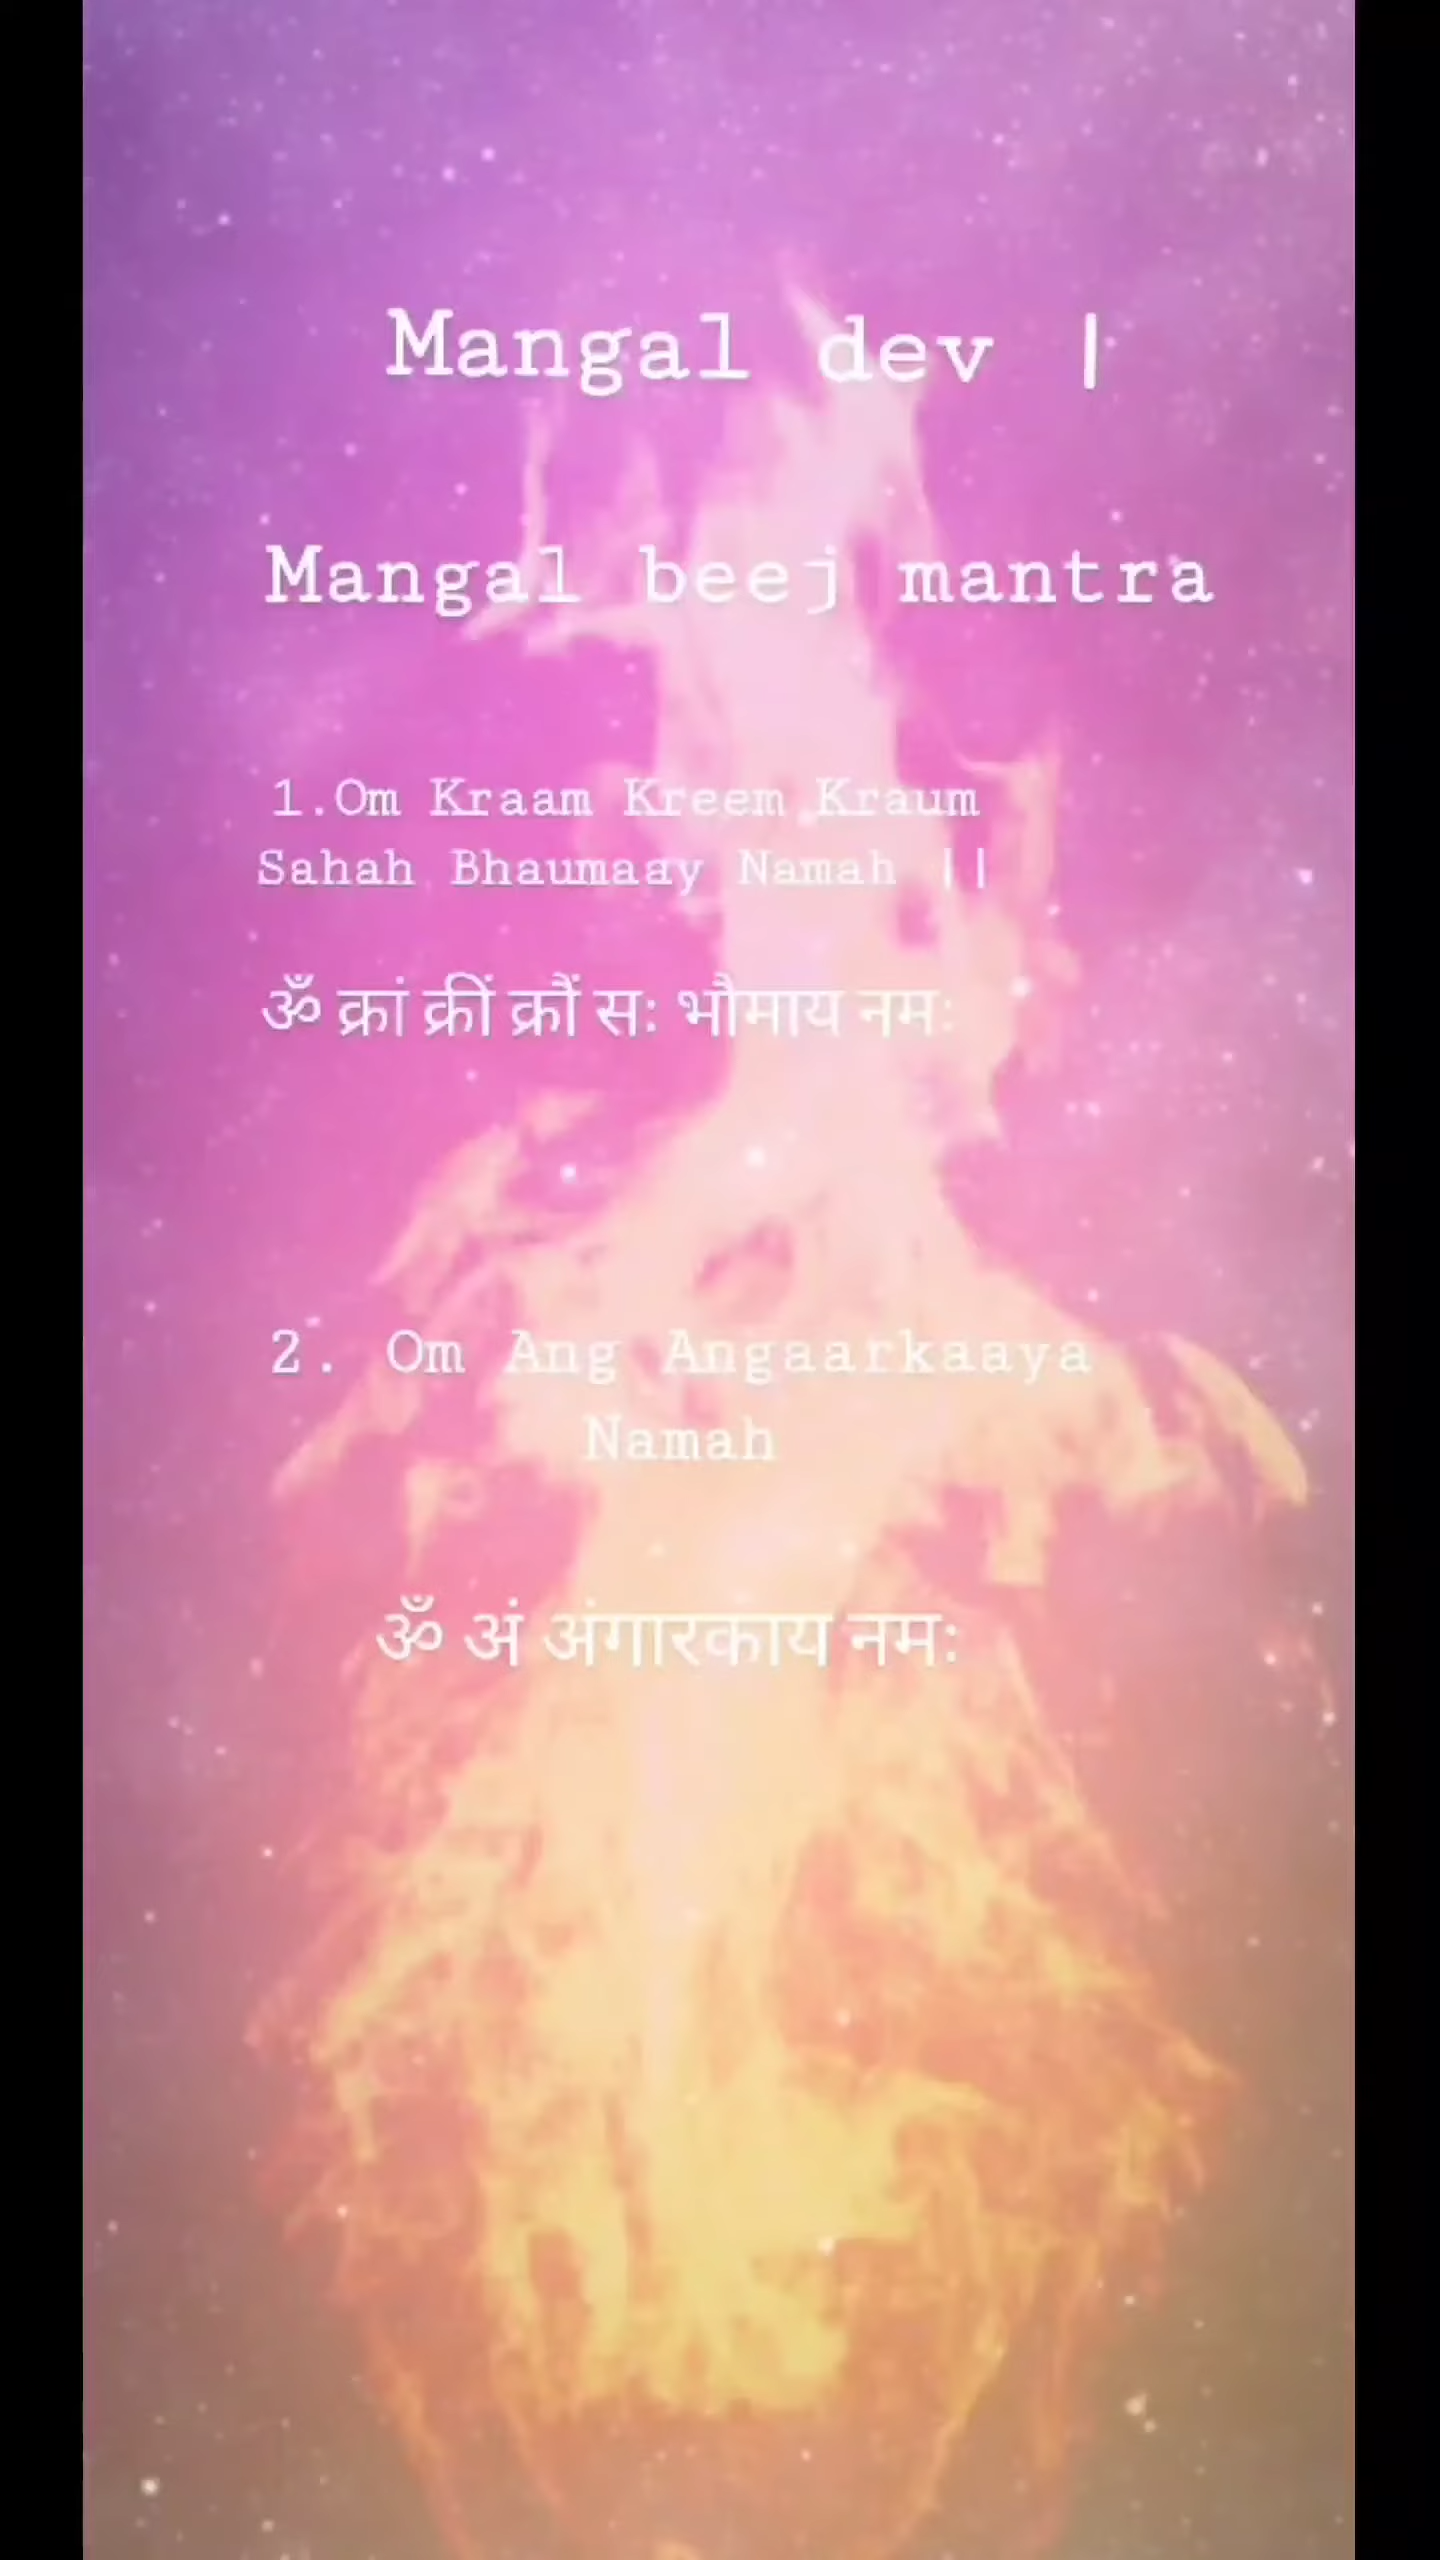 Mangal dev |
Mangal beej mantra
1.Om Kraam Kreem Kraum
Sahah Bhaumaay Namah ||
ॐ क्रां क्रीं क्रौं सः भौमाय नमः
2. Om Ang Angaarkaaya
Namah
ॐ अं अंगारकाय नमः